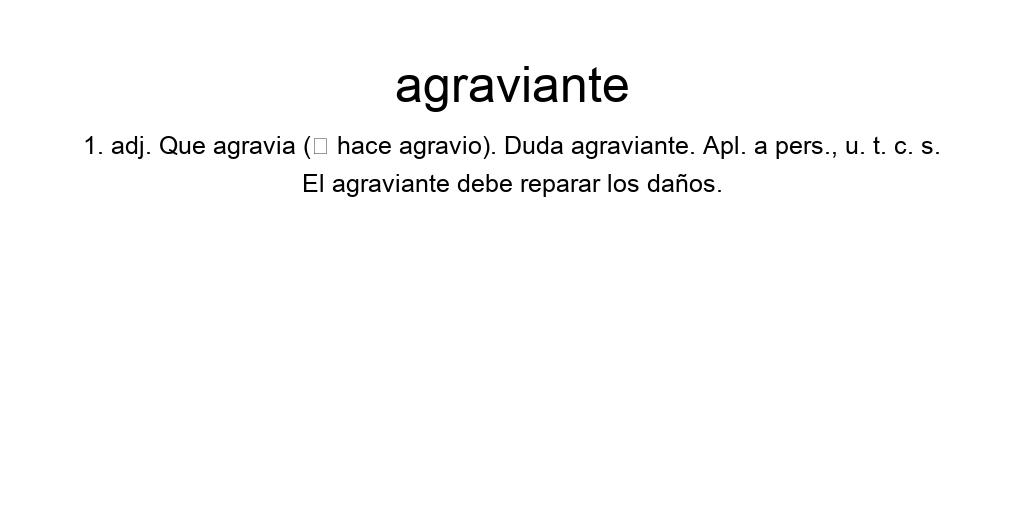 agraviante
1. adj. Que agravia (□ hace agravio). Duda agraviante. Apl. a pers., u. t. c. s.
El agraviante debe reparar los daños.